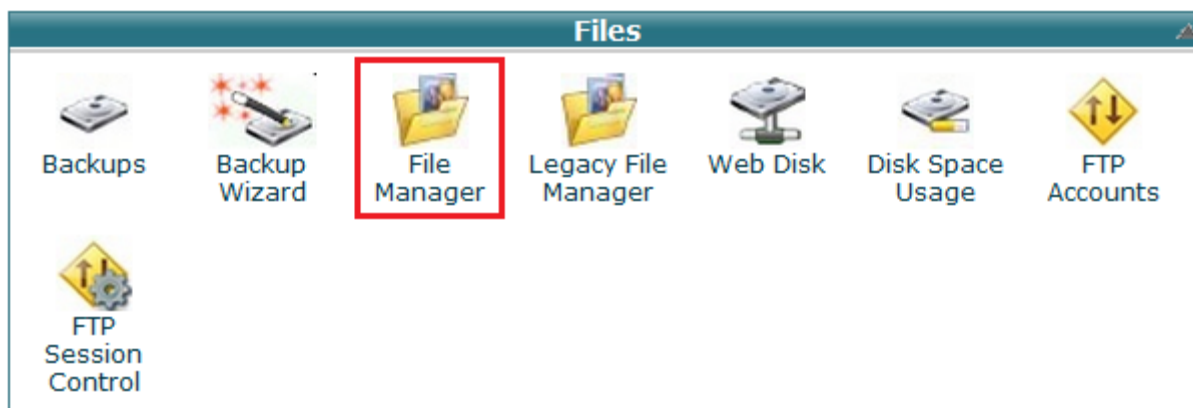 Files
Backups
Backup
Wizard
File
Manager
Legacy File
Manager
Web Disk
Disk Space
Usage
FTP
Accounts
FTP
Session
Control